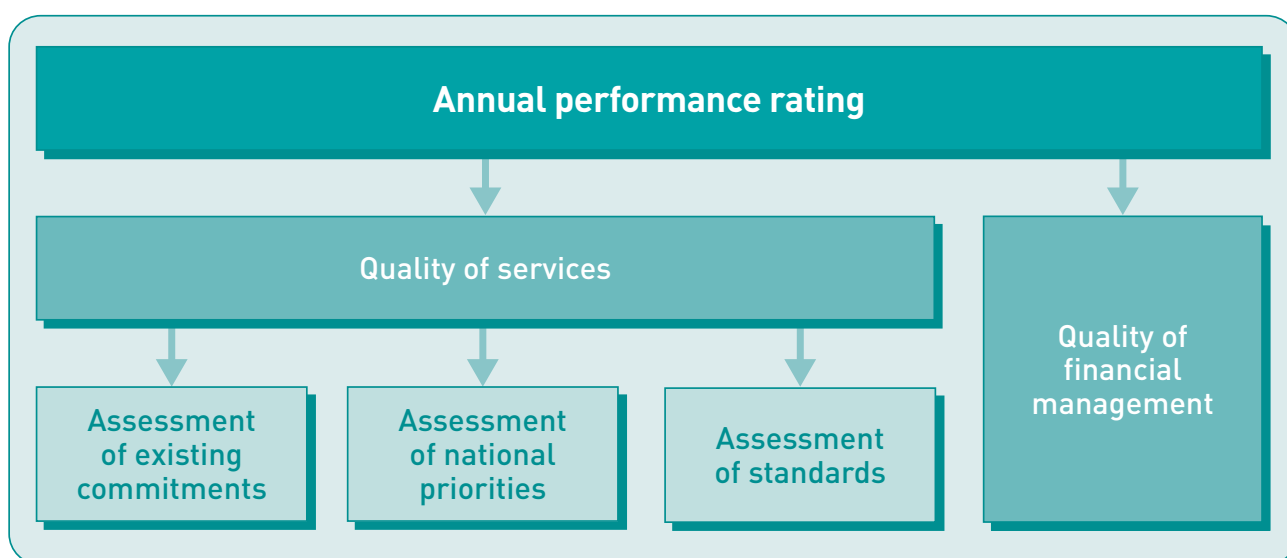 Annual performance rating
Quality of services
Quality of
financial
management
Assessment
of existing
commitments
Assessment
of national
priorities
Assessment
of standards